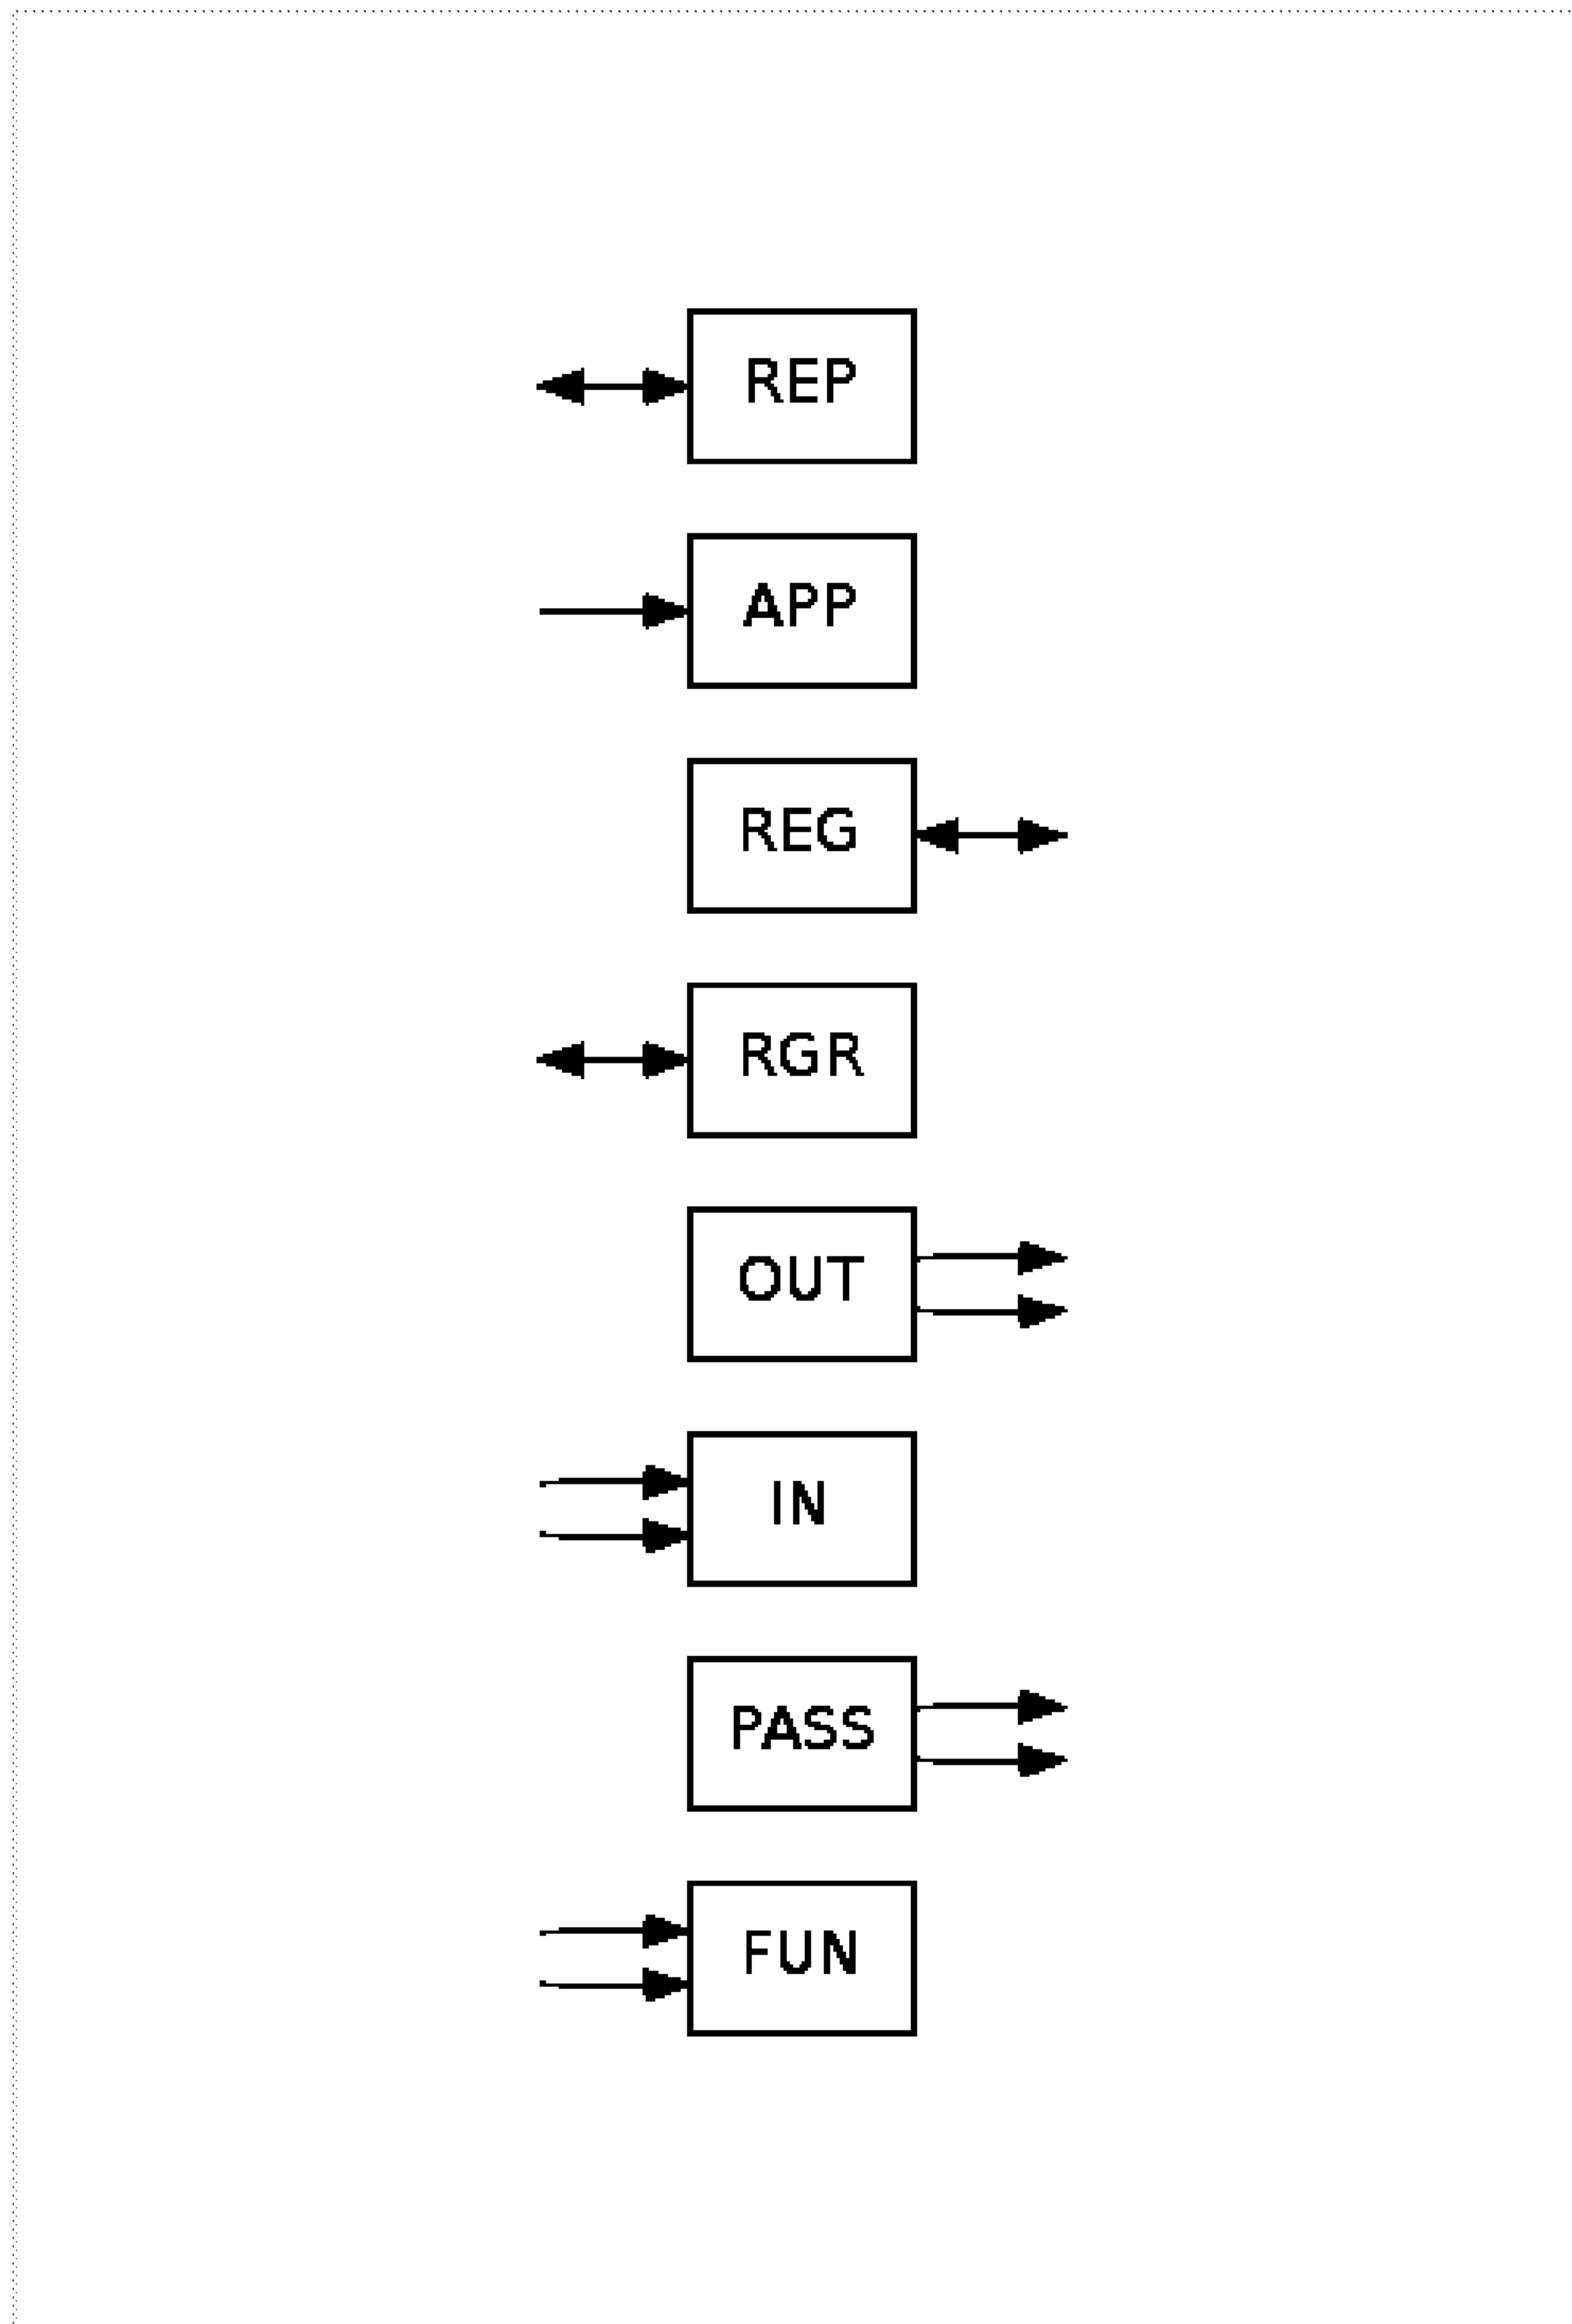 REP
APP
REG
RGR
OUT
IN
PASS
FUN